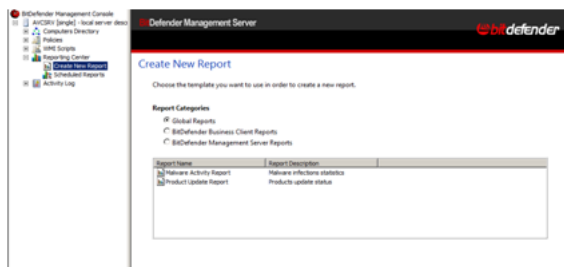 BitDefender Management Console
AVCSRV [single] - local server desc
Computers Directory
Policies
WMI Scripts
Reporting Center
Create New Report
Scheduled Reports
Activity Log
BitDefender Management Server
bitdefender
Create New Report
Choose the template you want to use in order to create a new report.
Report Categories
Global Reports
BitDefender Business Client Reports
BitDefender Management Server Reports
Report Name Report Description
Malware Activity Report Malware infections statistics
Product Update Report Products update status